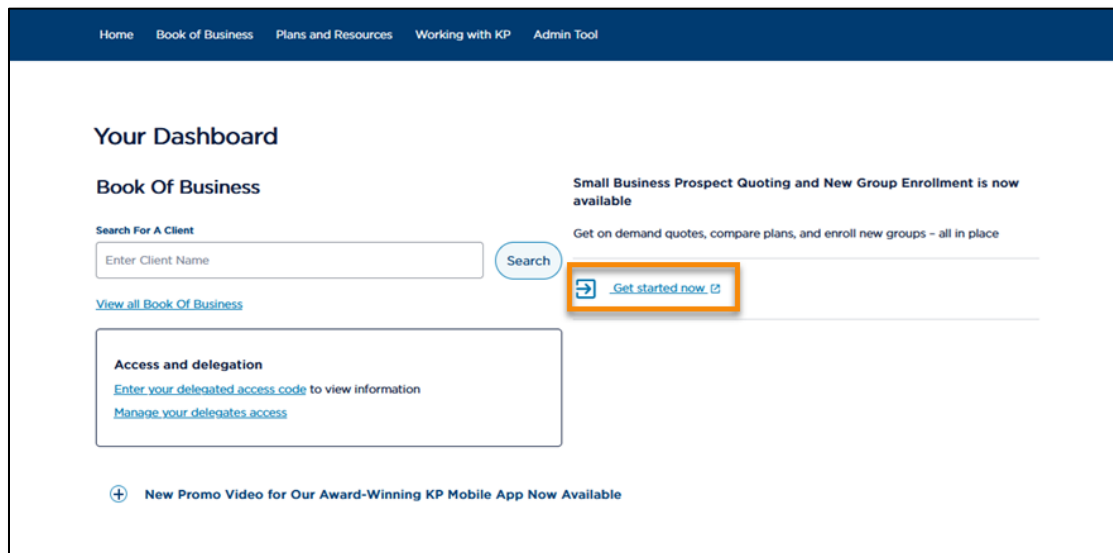 Home Book of Business Plans and Resources Working with KP Admin Tool
Your Dashboard
Book Of Business
Search For A Client
Enter Client Name
Search
View all Book Of Business
Access and delegation
Enter your delegated access code to view information
Manage your delegates access
Small Business Prospect Quoting and New Group Enrollment is now
available
Get on demand quotes, compare plans, and enroll new groups – all in place
Get started now
New Promo Video for Our Award-Winning KP Mobile App Now Available